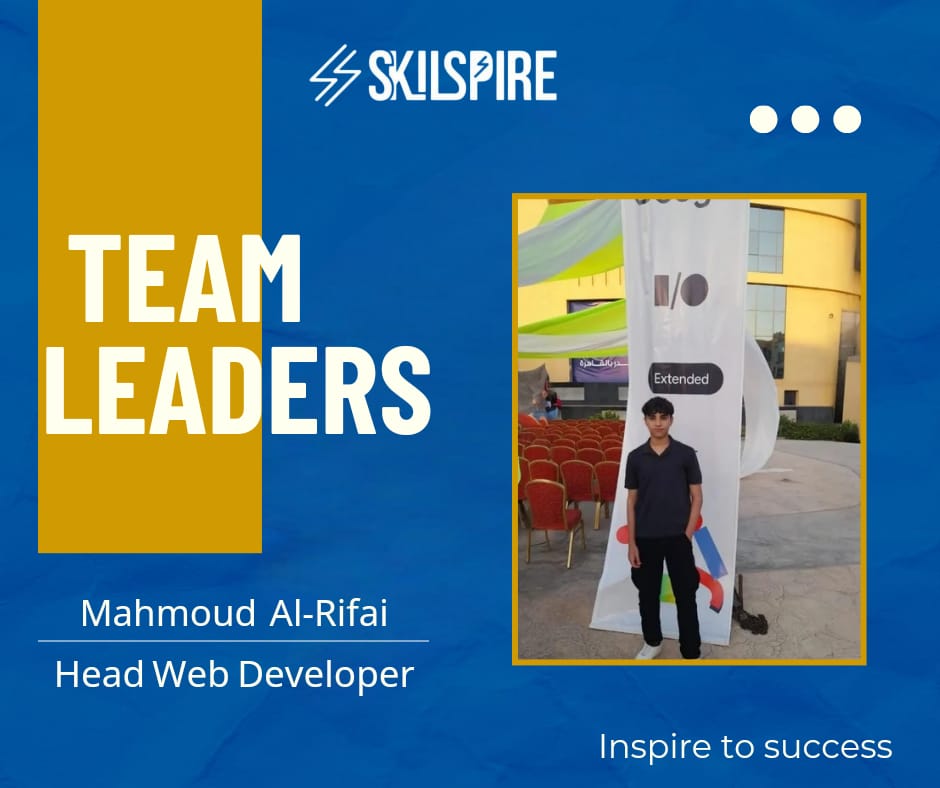 SKILSPIRE
TEAM
LEADERS
I/O
Extended
Mahmoud Al-Rifai
Head Web Developer
Inspire to success